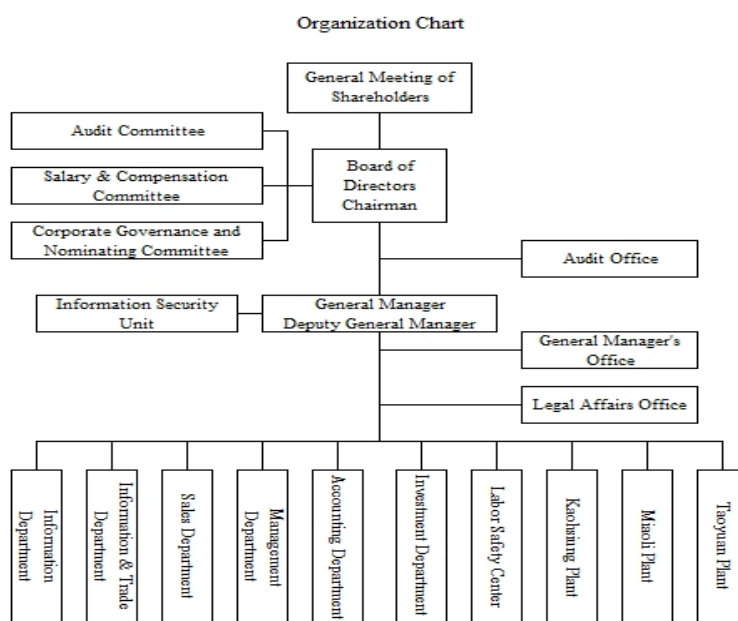 Organization Chart
General Meeting of
Shareholders
Audit Committee
Board of
Directors
Chairman
Salary & Compensation
Committee
Corporate Governance and
Nominating Committee
Audit Office
Information Security
Unit
General Manager
Deputy General Manager
General Manager's
Office
Legal Affairs Office
Information
Department
Information & Trade
Department
Sales Department
Management
Department
Accounting Department
Investment Department
Labor Safety Center
Kaohsiung Plant
Miaoli Plant
Taoyuan Plant